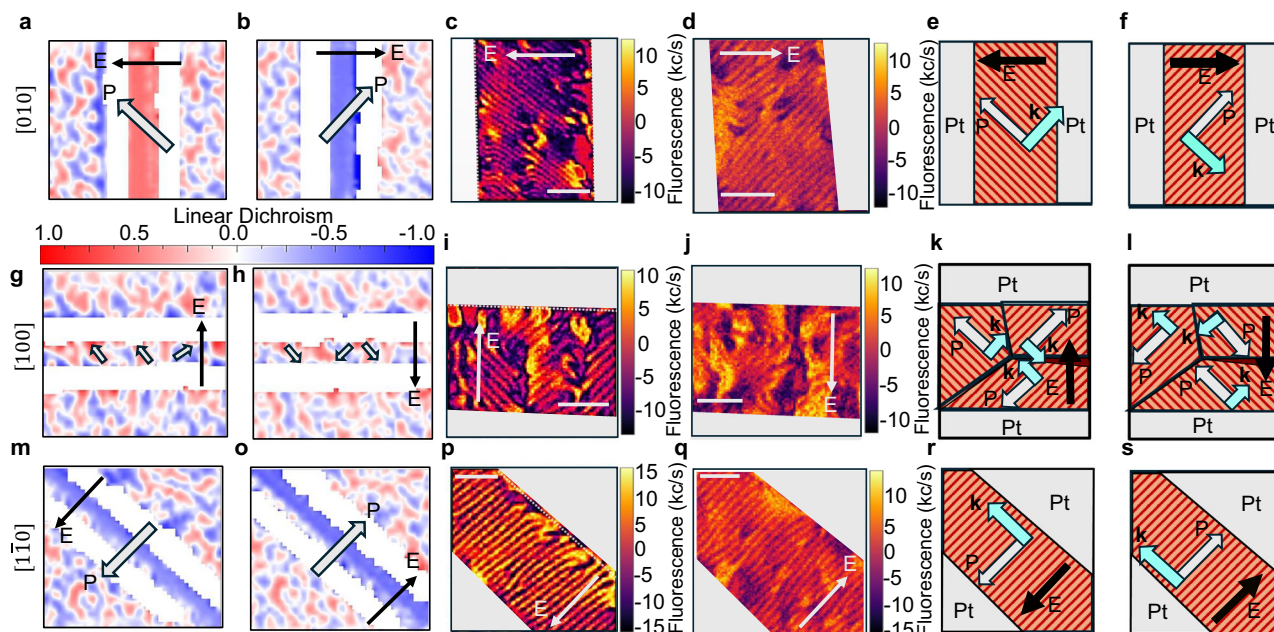 a b c d e f
[010]
E
P
E
P
E
10
5
0
-5
-10
Fluorescence (kc/s)
E
10
5
0
-5
-10
Fluorescence (kc/s)
E
P
k
Pt
Pt
E
P
k
Pt
Pt
Linear Dichroism
1.0 0.5 0.0 -0.5 -1.0
g h i j k l
[100]
E
E
E
10
5
0
-5
-10
Fluorescence (kc/s)
E
10
5
0
-5
-10
Fluorescence (kc/s)
Pt
P
k
P
k
k
P
E
Pt
Pt
k
P
k
P
P
k
E
Pt
m o p q r s
[11̄0]
E
P
P
E
E
15
10
5
0
-5
-10
-15
Fluorescence (kc/s)
E
10
5
0
-5
-10
-15
Fluorescence (kc/s)
k
P
E
Pt
Pt
k
P
E
Pt
Pt